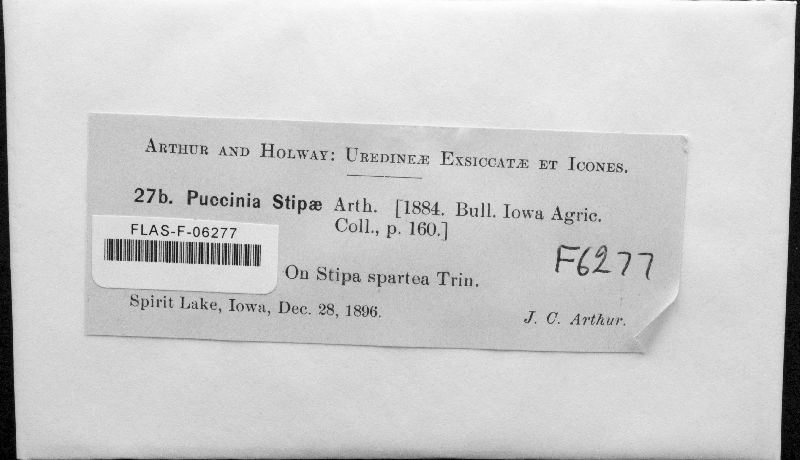 ARTHUR AND HOLWAY: UREDINEÆ EXSICCATÆ ET ICONES.
27b. Puccinia Stipæ Arth. [1884. Bull. Iowa Agric.
Coll., p. 160.]
FLAS-F-06277
F6277
On Stipa spartea Trin.
Spirit Lake, Iowa, Dec. 28, 1896.
J. C. Arthur.